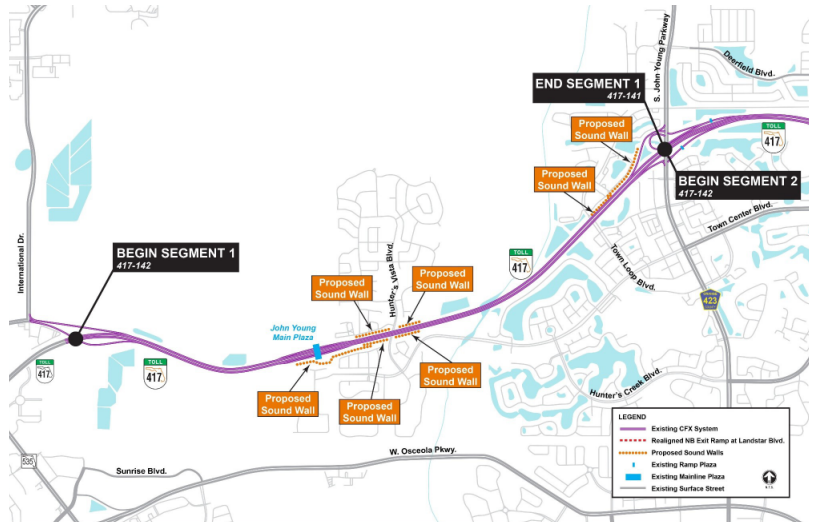 S. John Young Parkway
Deerfield Blvd.
END SEGMENT 1
417-141
Proposed
Sound Wall
TOLL
417
Proposed
Sound Wall
BEGIN SEGMENT 2
417-142
Town Center Blvd.
International Dr.
BEGIN SEGMENT 1
417-142
Hunter's Vista Blvd.
TOLL
417
Town Loop Blvd.
423
Proposed
Sound Wall
Proposed
Sound Wall
John Young
Main Plaza
TOLL
417
TOLL
417
Proposed
Sound Wall
Proposed
Sound Wall
Proposed
Sound Wall
Hunter's Creek Blvd.
535
Sunrise Blvd.
W. Osceola Pkwy.
LEGEND
Existing CFX System
Realigned NB Exit Ramp at Landstar Blvd.
Proposed Sound Walls
Existing Ramp Plaza
Existing Mainline Plaza
Existing Surface Street